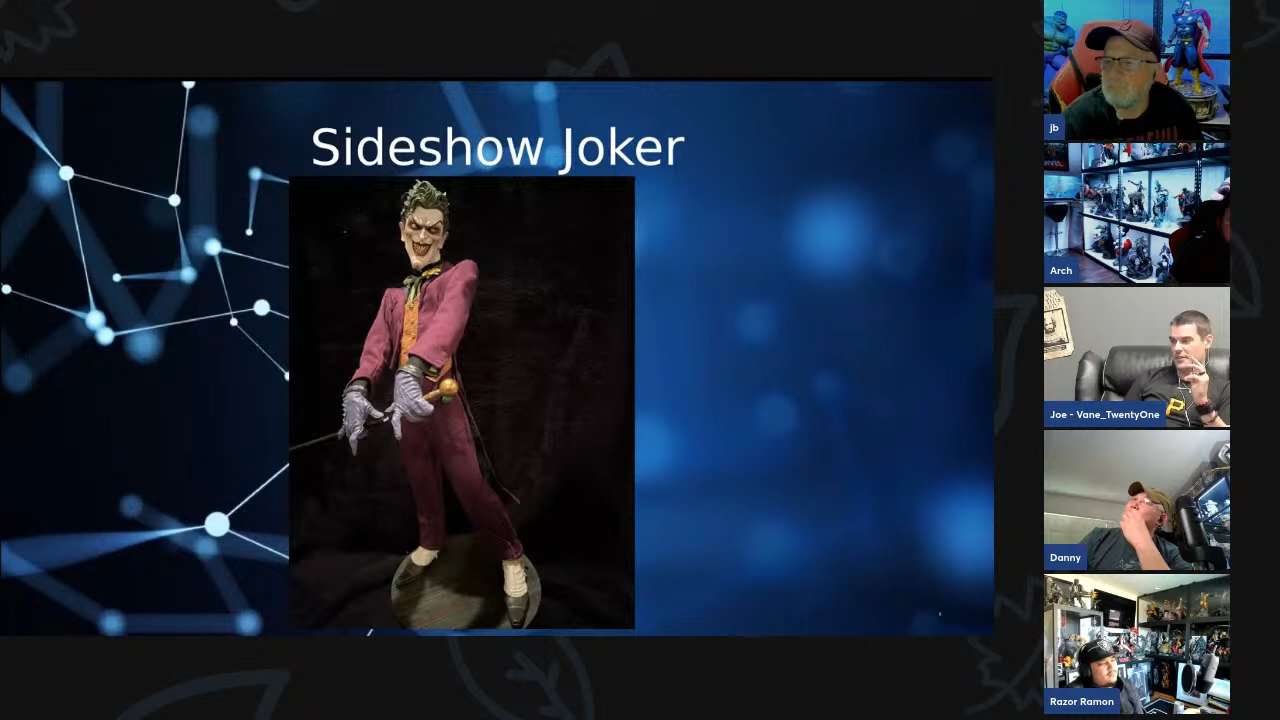 Sideshow Joker
jb
Arch
Joe - Vane_TwentyOne
P
Danny
Razor Ramon